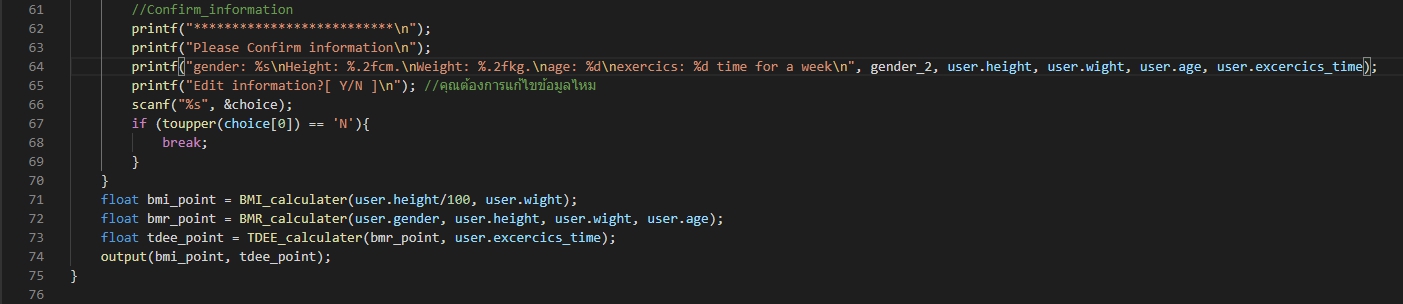 61 //Confirm_information
62 printf("**************************\n");
63 printf("Please Confirm information\n");
64 printf("gender: %s\nHeight: %.2fcm.\nWeight: %.2fkg.\nage: %d\nexercics: %d time for a week\n", gender_2, user.height, user.wight, user.age, user.excercics_time);
65 printf("Edit information?[ Y/N ]\n"); //คุณต้องการแก้ไขข้อมูลไหม
66 scanf("%s", &choice);
67 if (toupper(choice[0]) == 'N'){
68 break;
69 }
70 }
71 float bmi_point = BMI_calculater(user.height/100, user.wight);
72 float bmr_point = BMR_calculater(user.gender, user.height, user.wight, user.age);
73 float tdee_point = TDEE_calculater(bmr_point, user.excercics_time);
74 output(bmi_point, tdee_point);
75 }
76